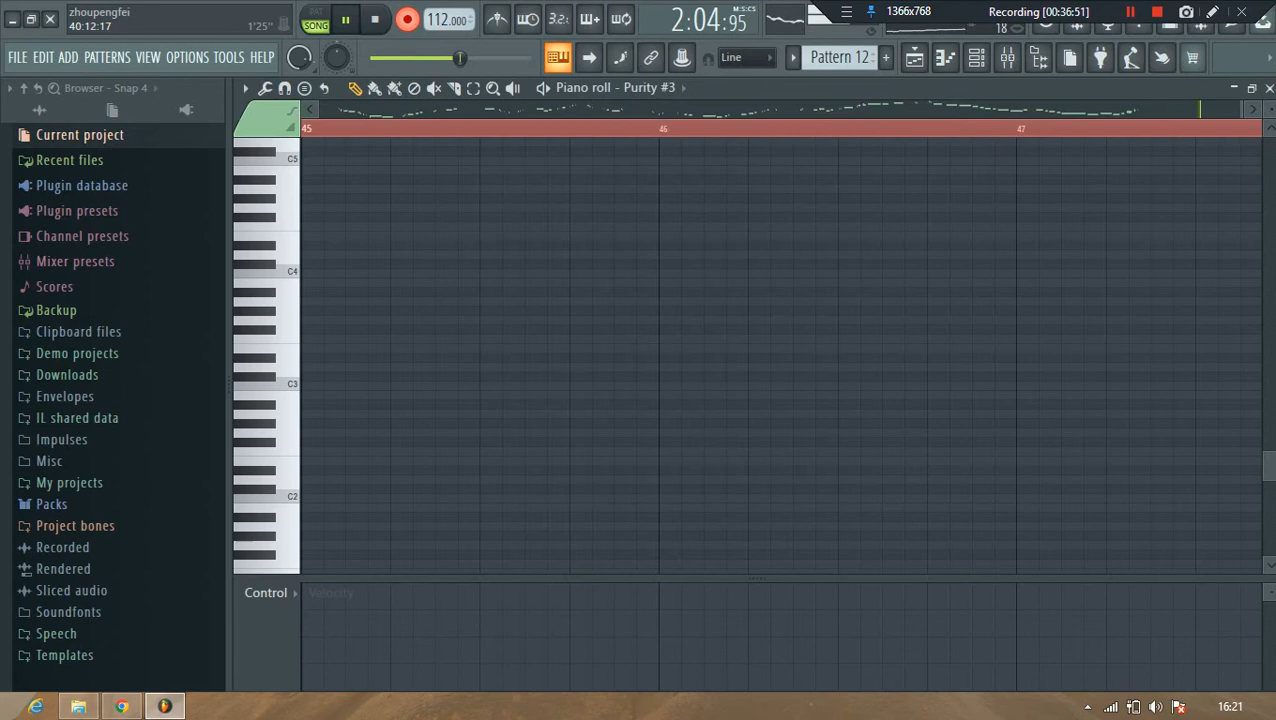 zhoupengfei
40:12:17 1'25"
PAT
SONG
112.000
3.2
2:04:95
M:S:CS
18
1366x768
Recording [00:36:51]
FILE EDIT ADD PATTERNS VIEW OPTIONS TOOLS HELP
Line
Pattern 12
Browser - Snap 4
Piano roll - Purity #3
Current project
Recent files
Plugin database
Plugin presets
Channel presets
Mixer presets
Scores
Backup
Clipboard files
Demo projects
Downloads
Envelopes
IL shared data
Impulses
Misc
My projects
Packs
Project bones
Recorded
Rendered
Sliced audio
Soundfonts
Speech
Templates
45 46 47
C5
C4
C3
C2
Control Velocity
16:21